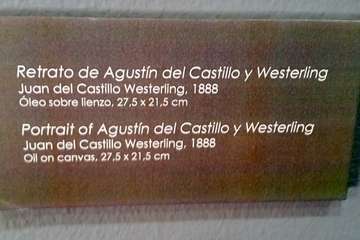 Retrato de Agustín del Castillo y Westerling
Juan del Castillo Westerling, 1888
Óleo sobre lienzo, 27,5 x 21,5 cm
Portrait of Agustín del Castillo y Westerling
Juan del Castillo Westerling, 1888
Oil on canvas, 27,5 x 21,5 cm